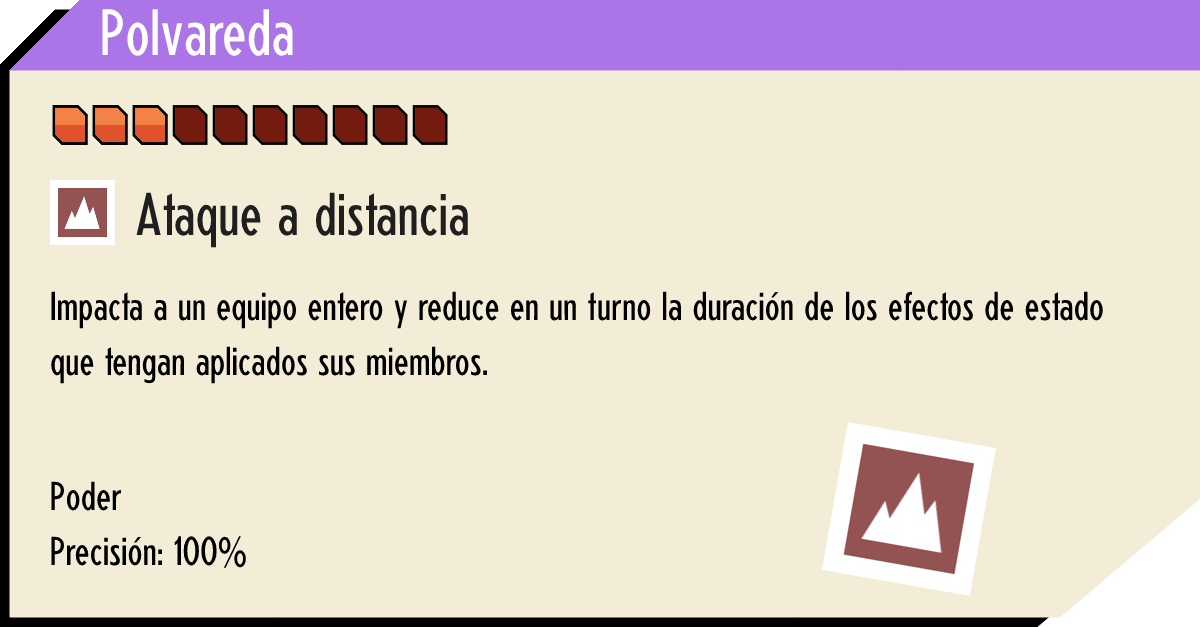 Polvareda
Ataque a distancia
Impacta a un equipo entero y reduce en un turno la duración de los efectos de estado
que tengan aplicados sus miembros.
Poder
Precisión: 100%